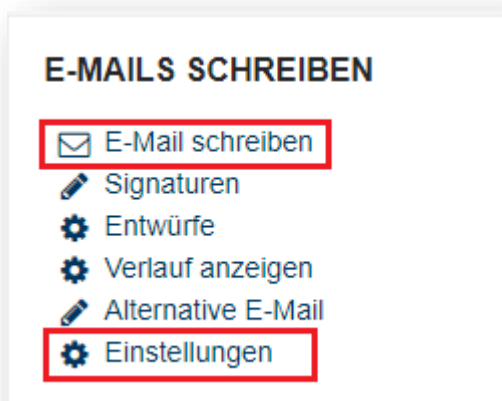 E-MAILS SCHREIBEN
E-Mail schreiben
Signaturen
Entwürfe
Verlauf anzeigen
Alternative E-Mail
Einstellungen